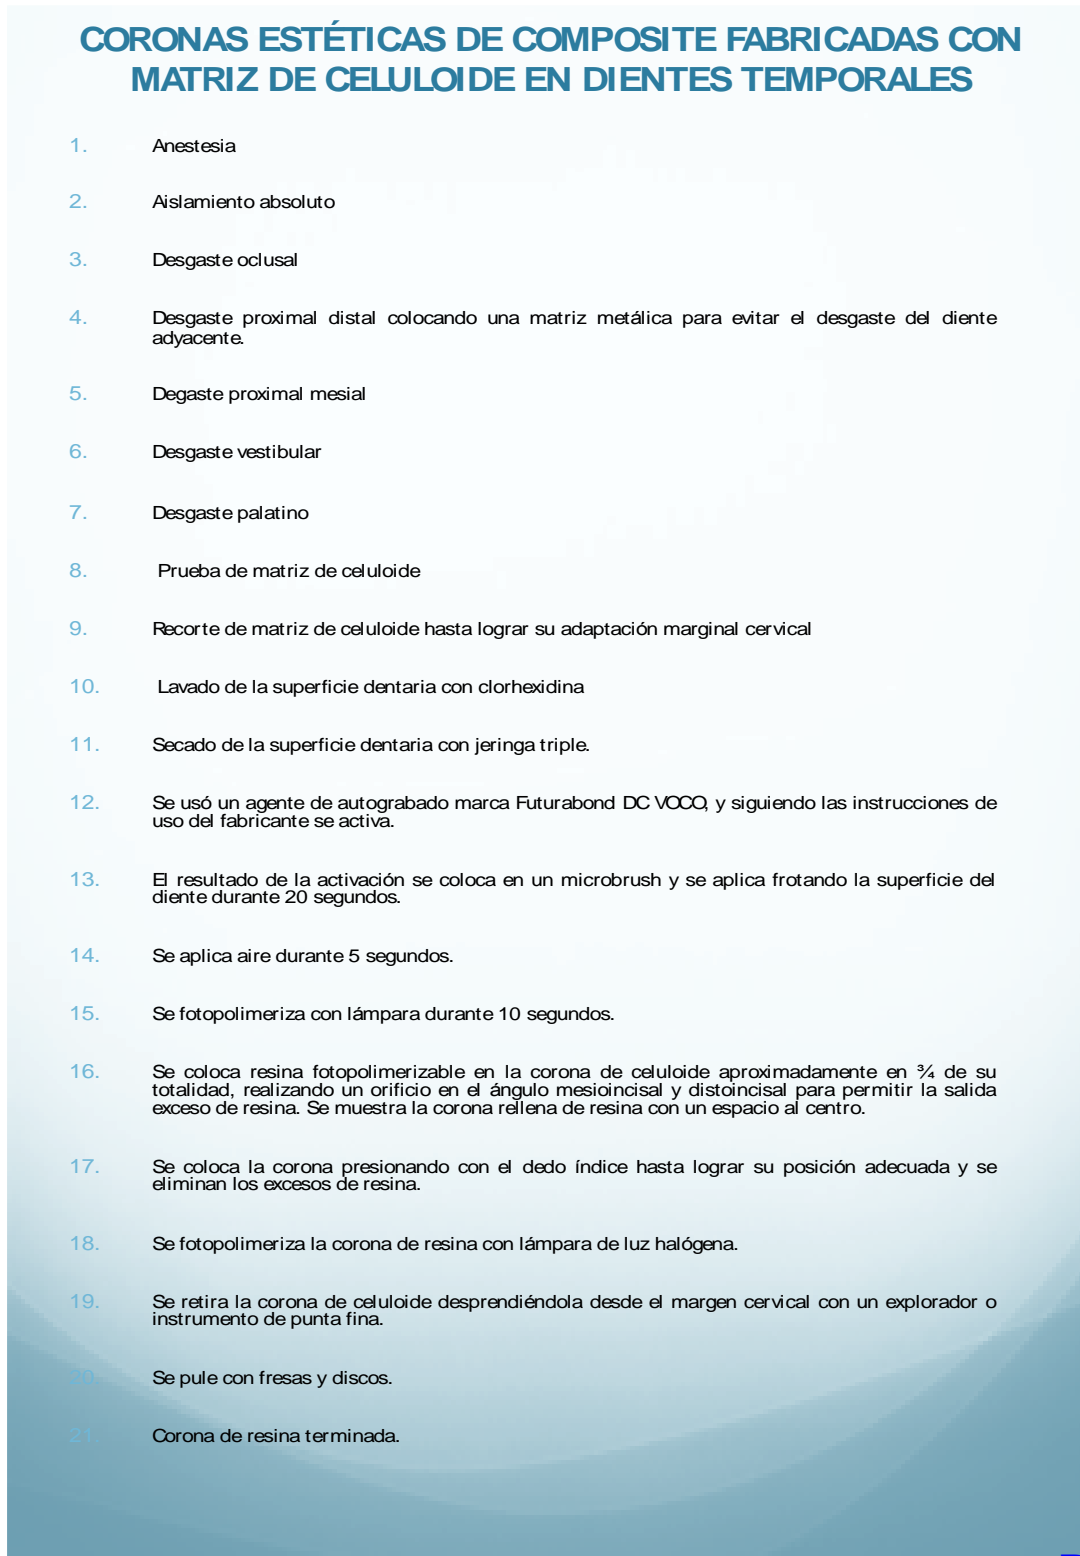 CORONAS ESTÉTICAS DE COMPOSITE FABRICADAS CON
MATRIZ DE CELULOIDE EN DIENTES TEMPORALES
1. Anestesia
2. Aislamiento absoluto
3. Desgaste oclusal
4. Desgaste proximal distal colocando una matriz metálica para evitar el desgaste del diente
adyacente.
5. Degaste proximal mesial
6. Desgaste vestibular
7. Desgaste palatino
8. Prueba de matriz de celuloide
9. Recorte de matriz de celuloide hasta lograr su adaptación marginal cervical
10. Lavado de la superficie dentaria con clorhexidina
11. Secado de la superficie dentaria con jeringa triple.
12. Se usó un agente de autograbado marca Futurabond DC VOCO, y siguiendo las instrucciones de
uso del fabricante se activa.
13. El resultado de la activación se coloca en un microbrush y se aplica frotando la superficie del
diente durante 20 segundos.
14. Se aplica aire durante 5 segundos.
15. Se fotopolimeriza con lámpara durante 10 segundos.
16. Se coloca resina fotopolimerizable en la corona de celuloide aproximadamente en ¾ de su
totalidad, realizando un orificio en el ángulo mesioincisal y distoincisal para permitir la salida
exceso de resina. Se muestra la corona rellena de resina con un espacio al centro.
17. Se coloca la corona presionando con el dedo índice hasta lograr su posición adecuada y se
eliminan los excesos de resina.
18. Se fotopolimeriza la corona de resina con lámpara de luz halógena.
19. Se retira la corona de celuloide desprendiéndola desde el margen cervical con un explorador o
instrumento de punta fina.
20. Se pule con fresas y discos.
21. Corona de resina terminada.